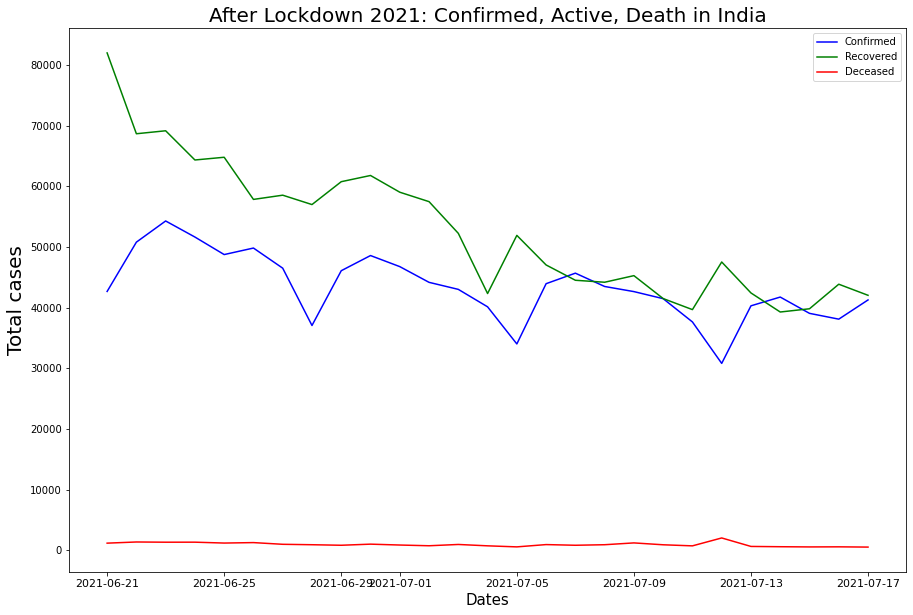 After Lockdown 2021: Confirmed, Active, Death in India
Confirmed
Recovered
Deceased
80000
70000
60000
50000
40000
30000
20000
10000
0
Total cases
2021-06-21 2021-06-25 2021-06-29 2021-07-01 2021-07-05 2021-07-09 2021-07-13 2021-07-17
Dates